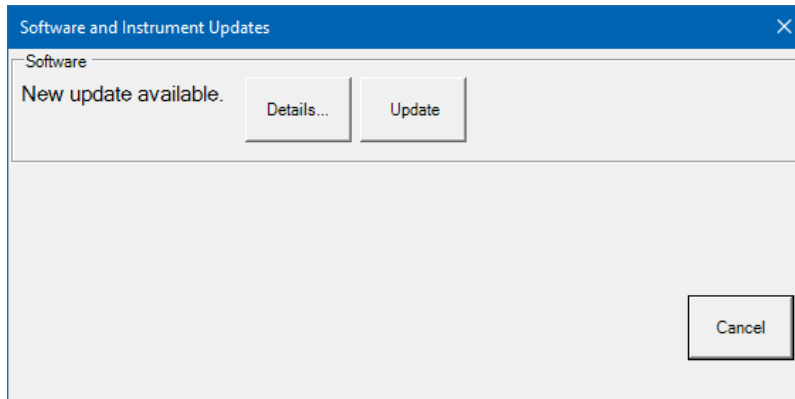 Software and Instrument Updates
Software
New update available.
Details...
Update
Cancel